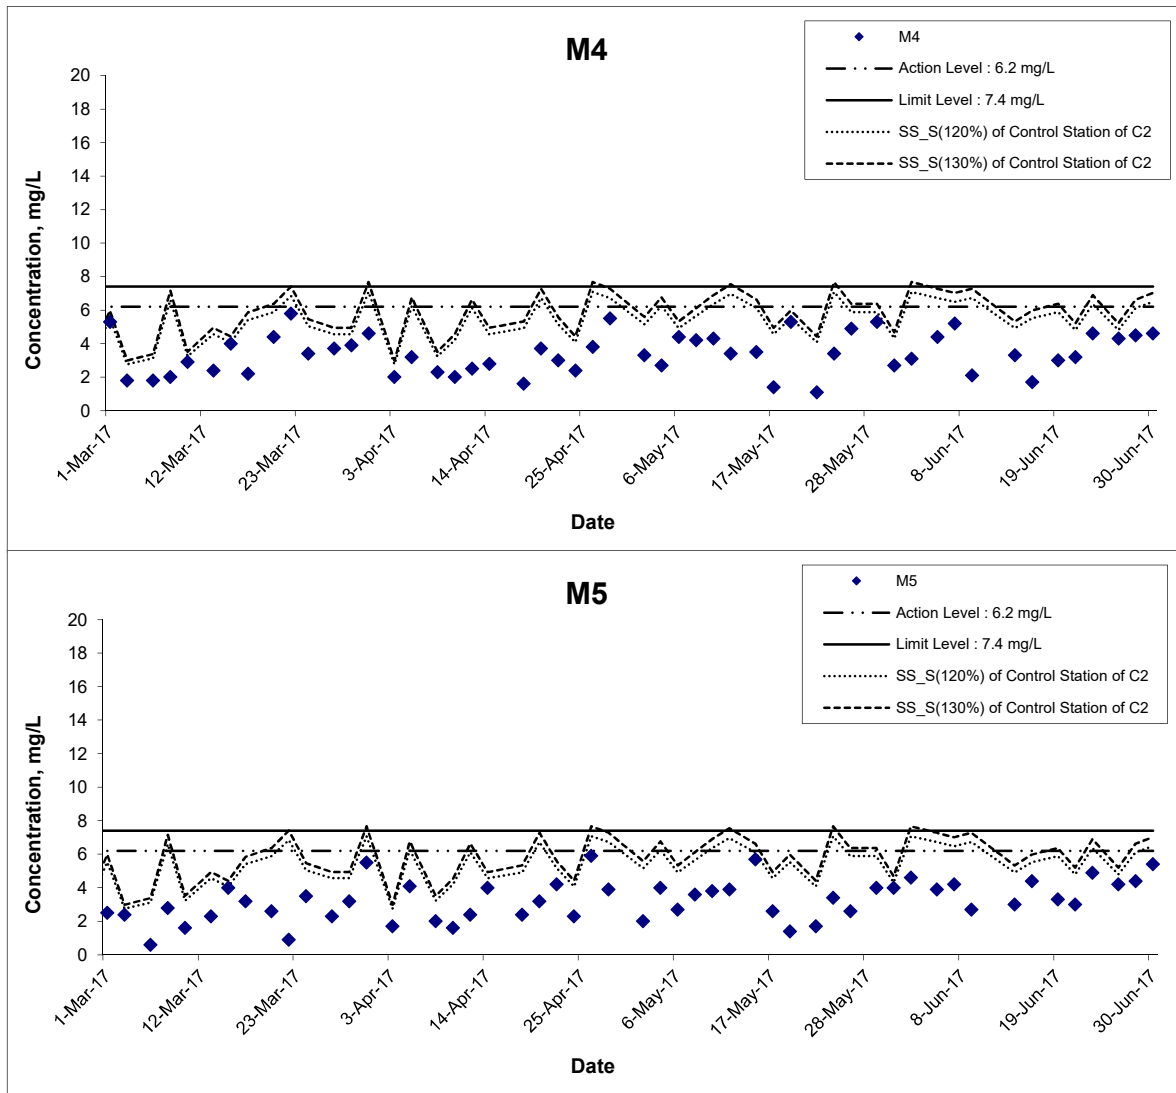 M4
M4
Action Level : 6.2 mg/L
Limit Level : 7.4 mg/L
SS_S(120%) of Control Station of C2
SS_S(130%) of Control Station of C2
Concentration, mg/L
20
18
16
14
12
10
8
6
4
2
0
1-Mar-17
12-Mar-17
23-Mar-17
3-Apr-17
14-Apr-17
25-Apr-17
6-May-17
17-May-17
28-May-17
8-Jun-17
19-Jun-17
30-Jun-17
Date
M5
M5
Action Level : 6.2 mg/L
Limit Level : 7.4 mg/L
SS_S(120%) of Control Station of C2
SS_S(130%) of Control Station of C2
Concentration, mg/L
20
18
16
14
12
10
8
6
4
2
0
1-Mar-17
12-Mar-17
23-Mar-17
3-Apr-17
14-Apr-17
25-Apr-17
6-May-17
17-May-17
28-May-17
8-Jun-17
19-Jun-17
30-Jun-17
Date